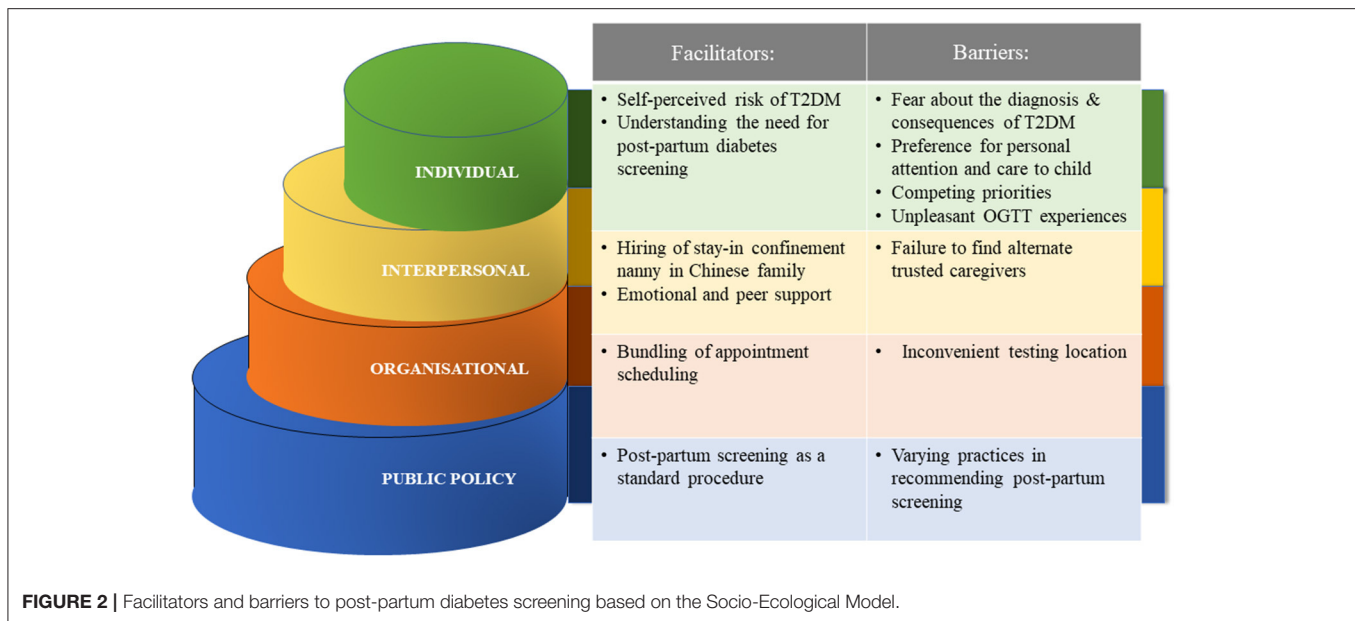 Facilitators:
Barriers:
INDIVIDUAL
• Self-perceived risk of T2DM
• Understanding the need for
post-partum diabetes
screening
• Fear about the diagnosis &
consequences of T2DM
• Preference for personal
attention and care to child
• Competing priorities
• Unpleasant OGTT experiences
INTERPERSONAL
• Hiring of stay-in confinement
nanny in Chinese family
• Emotional and peer support
• Failure to find alternate
trusted caregivers
ORGANISATIONAL
• Bundling of appointment
scheduling
• Inconvenient testing location
PUBLIC POLICY
• Post-partum screening as a
standard procedure
• Varying practices in
recommending post-partum
screening
FIGURE 2 | Facilitators and barriers to post-partum diabetes screening based on the Socio-Ecological Model.